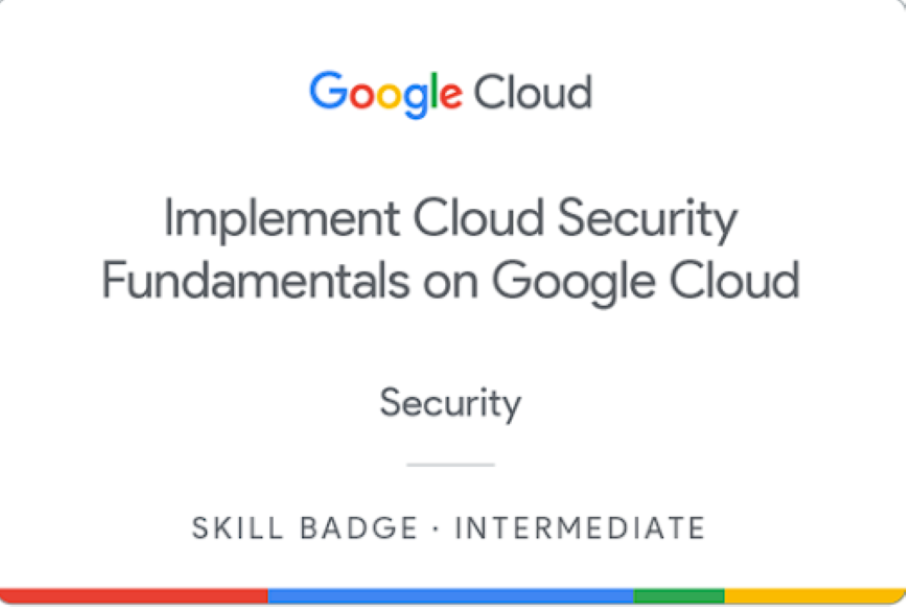 Google Cloud
Implement Cloud Security
Fundamentals on Google Cloud
Security
SKILL BADGE · INTERMEDIATE